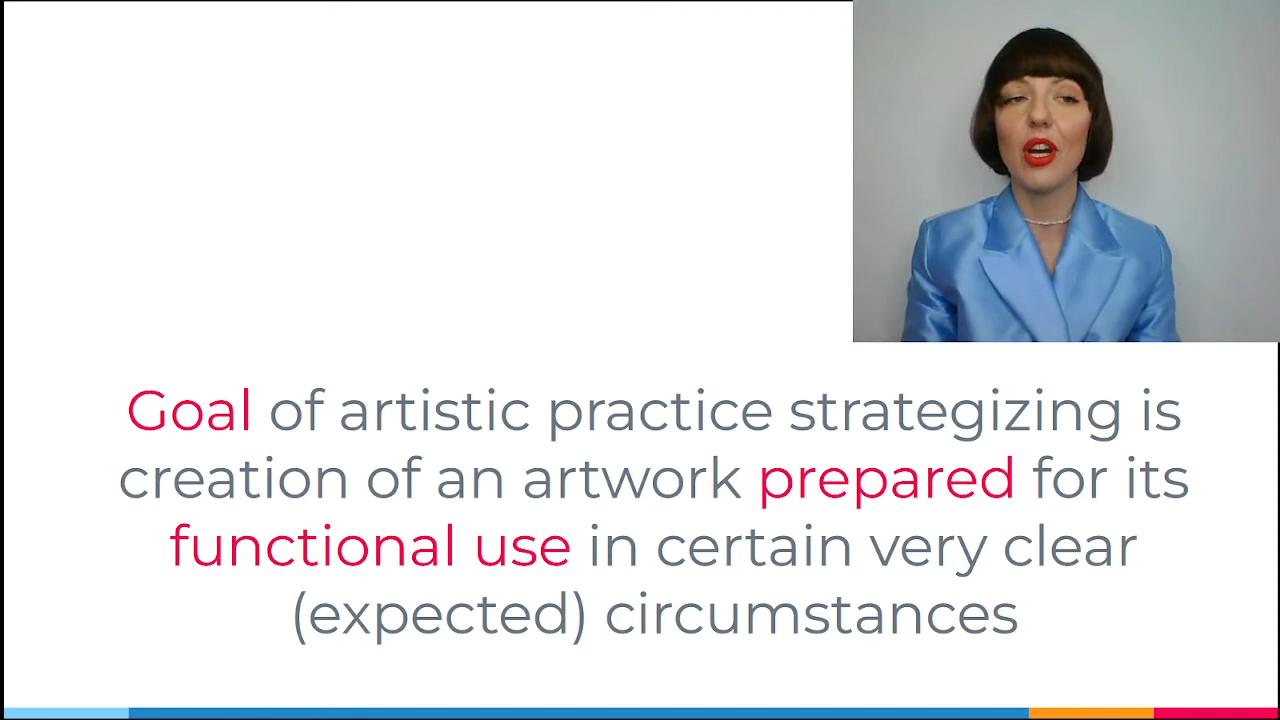 Goal of artistic practice strategizing is
creation of an artwork prepared for its
functional use in certain very clear
(expected) circumstances